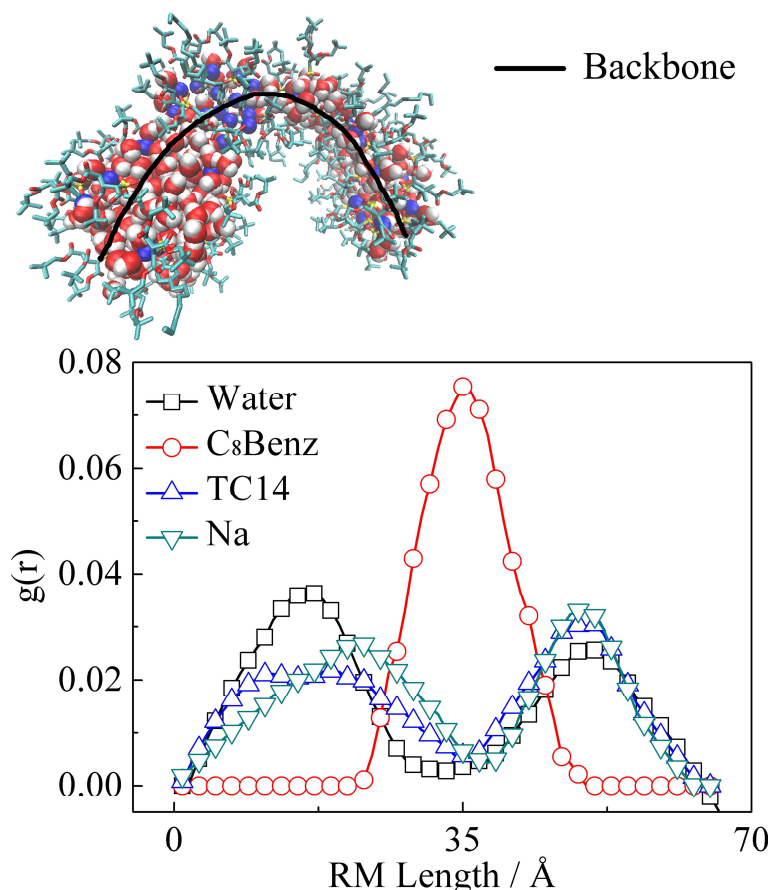 Backbone
0.08
0.06
0.04
0.02
0.00
g(r)
Water
C₈Benz
TC14
Na
0
35
70
RM Length / Å